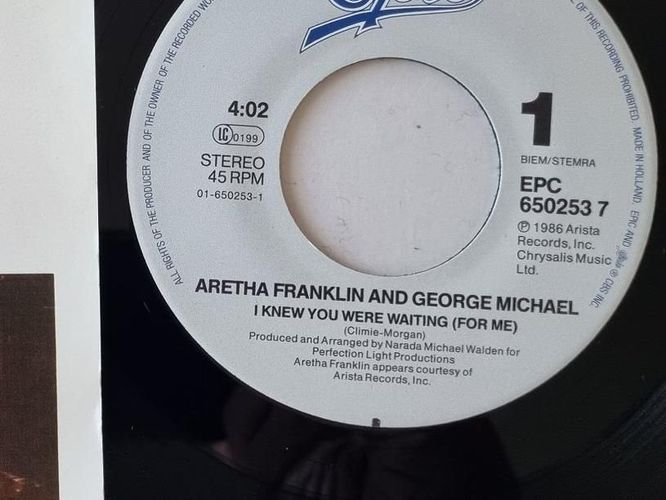 Epic
4:02
LC 0199
STEREO
45 RPM
01-650253-1
1
BIEM/STEMRA
EPC
650253 7
℗ 1986 Arista
Records, Inc.
Chrysalis Music
Ltd.
ARETHA FRANKLIN AND GEORGE MICHAEL
I KNEW YOU WERE WAITING (FOR ME)
(Climie-Morgan)
Produced and Arranged by Narada Michael Walden for
Perfection Light Productions
Aretha Franklin appears courtesy of
Arista Records, Inc.
ALL RIGHTS OF THE PRODUCER AND OF THE OWNER OF THE RECORDED
OF THIS RECORDING PROHIBITED. MADE IN HOLLAND. EPIC AND ® CBS INC.